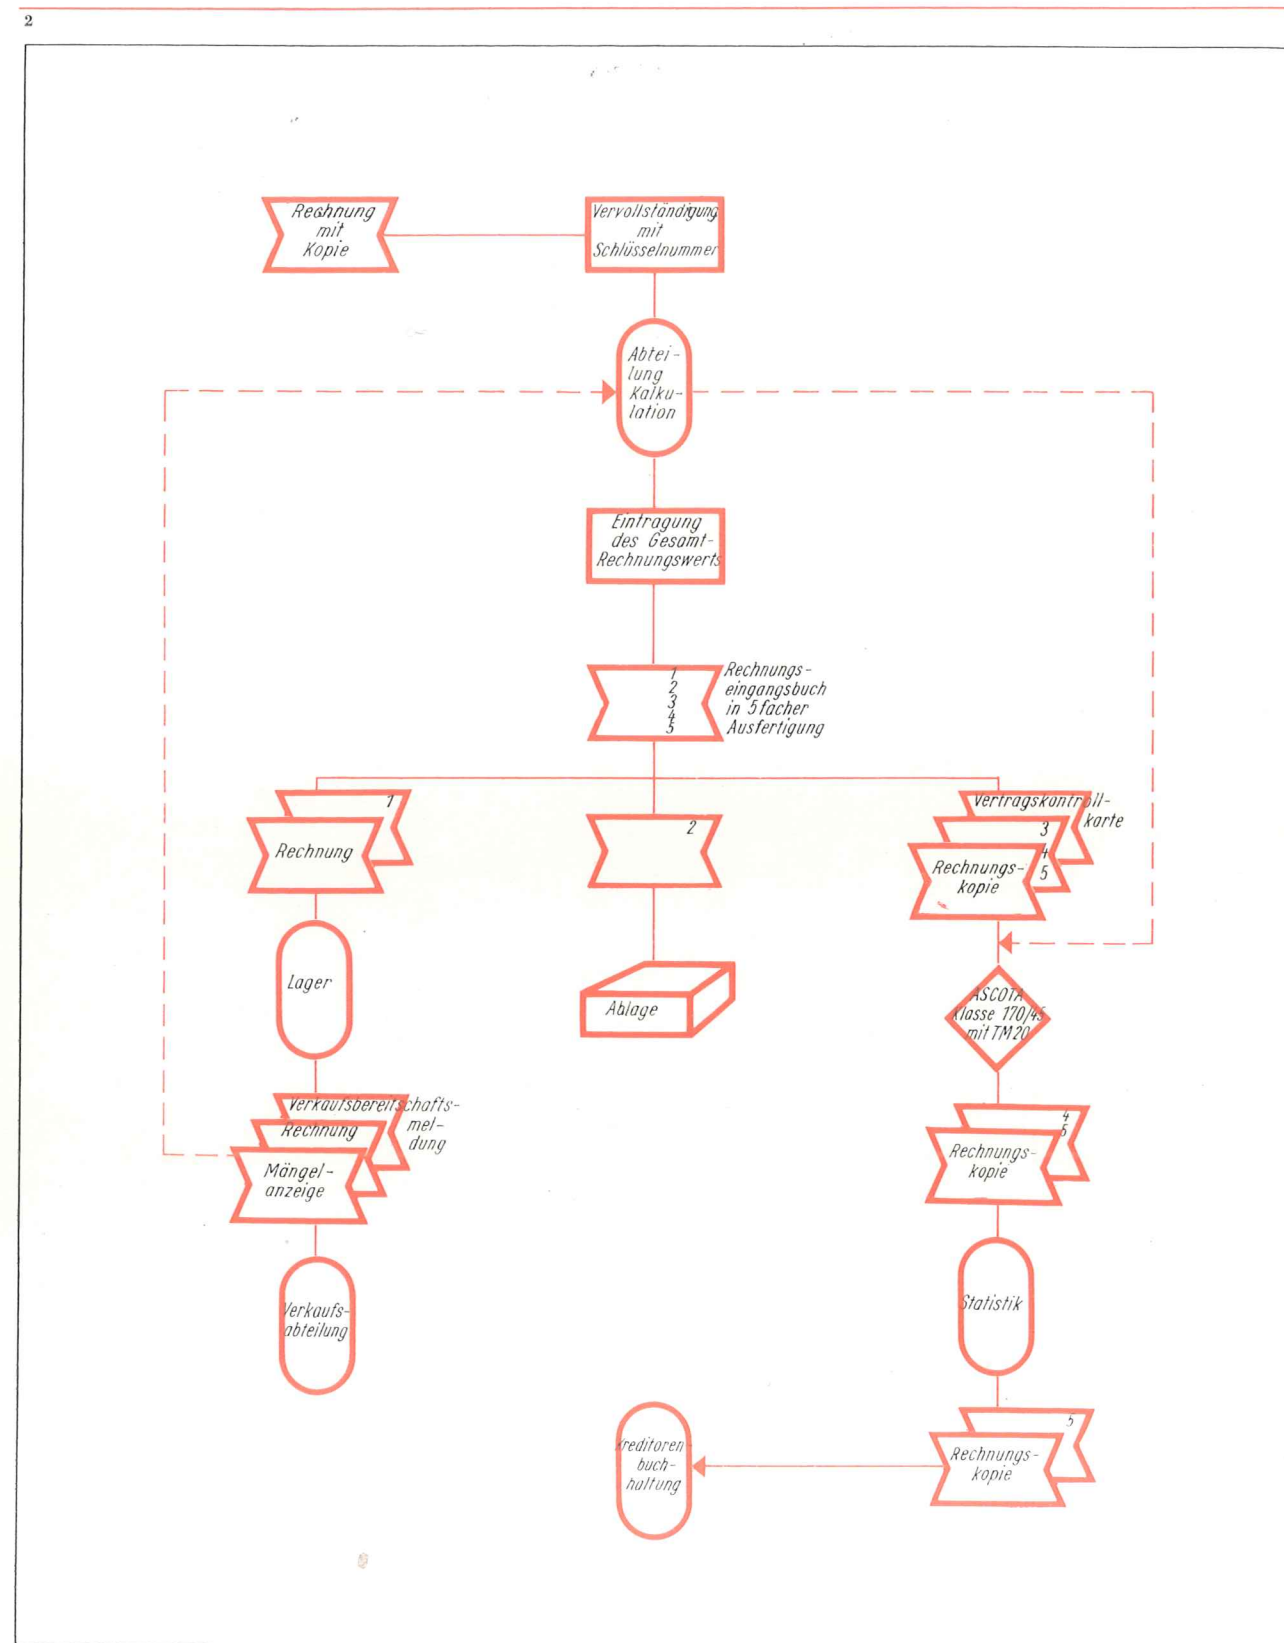 2
Rechnung
mit
Kopie
Vervollständigung
mit
Schlüsselnummer
Abtei-
lung
Kalku-
lation
Eintragung
des Gesamt-
Rechnungswerts
1
2
3
4
5
Rechnungs-
eingangsbuch
in 5facher
Ausfertigung
1
Rechnung
2
Vertragskontroll-
karte
3
4
5
Rechnungs-
kopie
Lager
Ablage
ASCOTA
Klasse 170/45
mit TM20
Verkaufsbereitschafts-
mel-
dung
Rechnung
Mängel-
anzeige
4
5
Rechnungs-
kopie
Verkaufs-
abteilung
Statistik
5
Rechnungs-
kopie
Kreditoren-
buch-
haltung